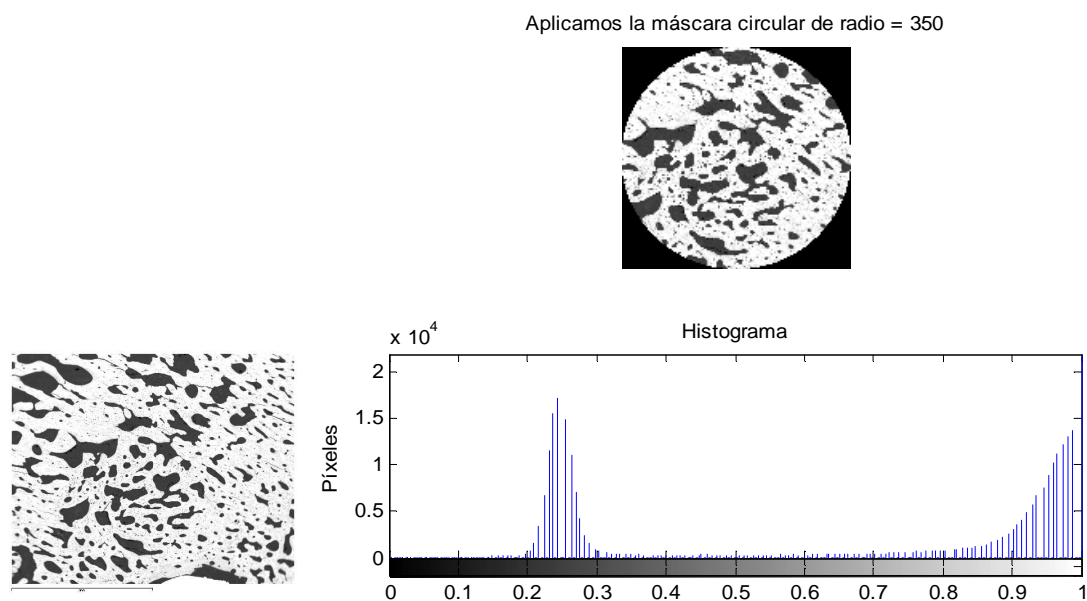 Aplicamos la máscara circular de radio = 350
Histograma
x 10^4
Píxeles
2
1.5
1
0.5
0
0 0.1 0.2 0.3 0.4 0.5 0.6 0.7 0.8 0.9 1